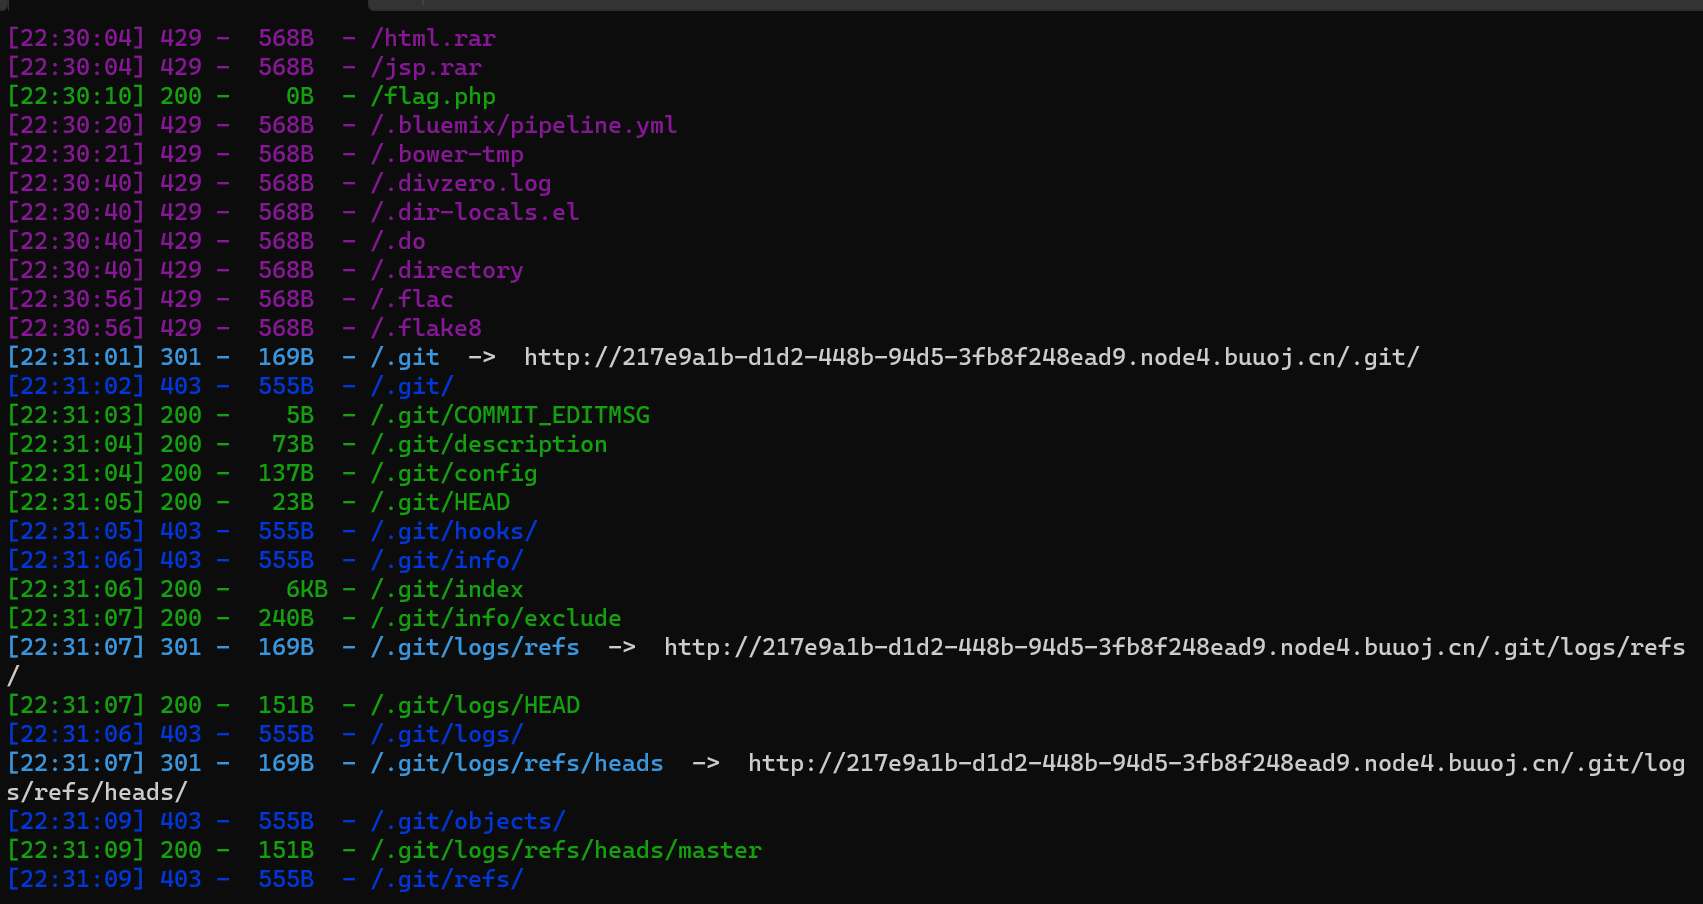 [22:30:04] 429 -  568B  - /html.rar
[22:30:04] 429 -  568B  - /jsp.rar
[22:30:10] 200 -    0B  - /flag.php
[22:30:20] 429 -  568B  - /.bluemix/pipeline.yml
[22:30:21] 429 -  568B  - /.bower-tmp
[22:30:40] 429 -  568B  - /.divzero.log
[22:30:40] 429 -  568B  - /.dir-locals.el
[22:30:40] 429 -  568B  - /.do
[22:30:40] 429 -  568B  - /.directory
[22:30:56] 429 -  568B  - /.flac
[22:30:56] 429 -  568B  - /.flake8
[22:31:01] 301 -  169B  - /.git  ->  http://217e9a1b-d1d2-448b-94d5-3fb8f248ead9.node4.buuoj.cn/.git/
[22:31:02] 403 -  555B  - /.git/
[22:31:03] 200 -    5B  - /.git/COMMIT_EDITMSG
[22:31:04] 200 -   73B  - /.git/description
[22:31:04] 200 -  137B  - /.git/config
[22:31:05] 200 -   23B  - /.git/HEAD
[22:31:05] 403 -  555B  - /.git/hooks/
[22:31:06] 403 -  555B  - /.git/info/
[22:31:06] 200 -    6KB - /.git/index
[22:31:07] 200 -  240B  - /.git/info/exclude
[22:31:07] 301 -  169B  - /.git/logs/refs  ->  http://217e9a1b-d1d2-448b-94d5-3fb8f248ead9.node4.buuoj.cn/.git/logs/refs
/
[22:31:07] 200 -  151B  - /.git/logs/HEAD
[22:31:06] 403 -  555B  - /.git/logs/
[22:31:07] 301 -  169B  - /.git/logs/refs/heads  ->  http://217e9a1b-d1d2-448b-94d5-3fb8f248ead9.node4.buuoj.cn/.git/log
s/refs/heads/
[22:31:09] 403 -  555B  - /.git/objects/
[22:31:09] 200 -  151B  - /.git/logs/refs/heads/master
[22:31:09] 403 -  555B  - /.git/refs/